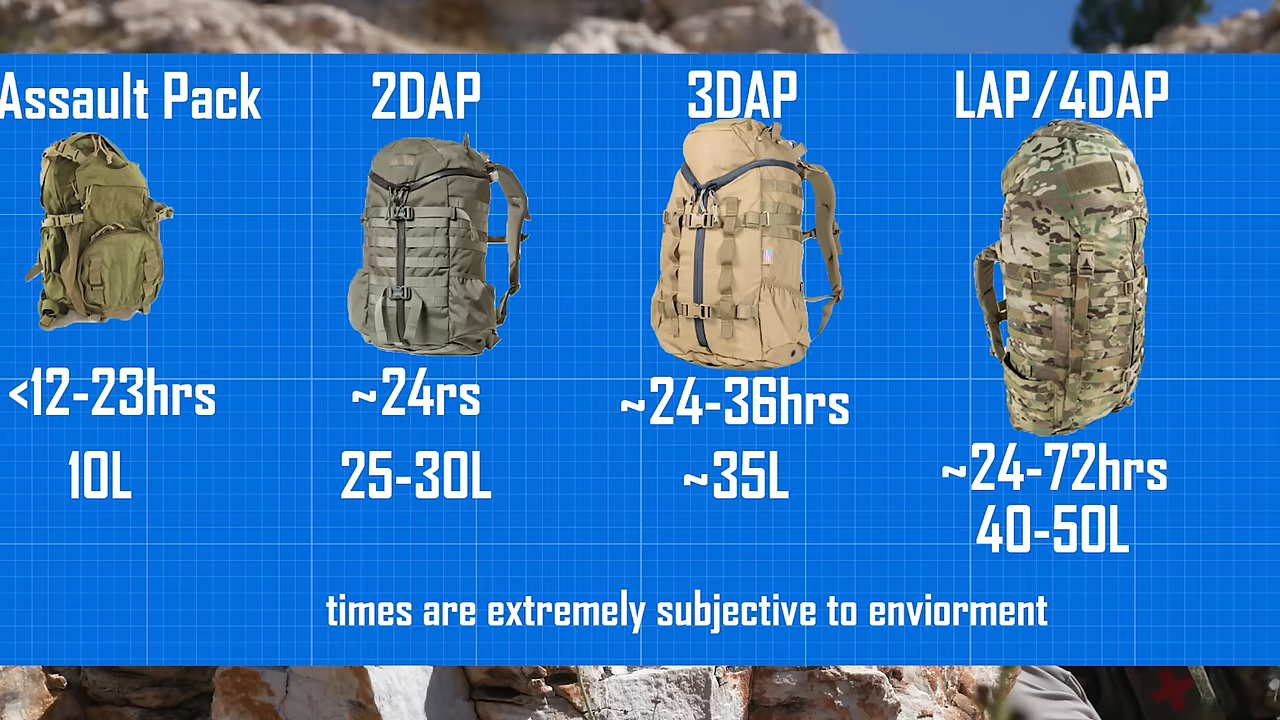 Assault Pack
2DAP
3DAP
LAP/4DAP
<12-23hrs
~24rs
~24-36hrs
~24-72hrs
10L
25-30L
~35L
40-50L
times are extremely subjective to enviorment